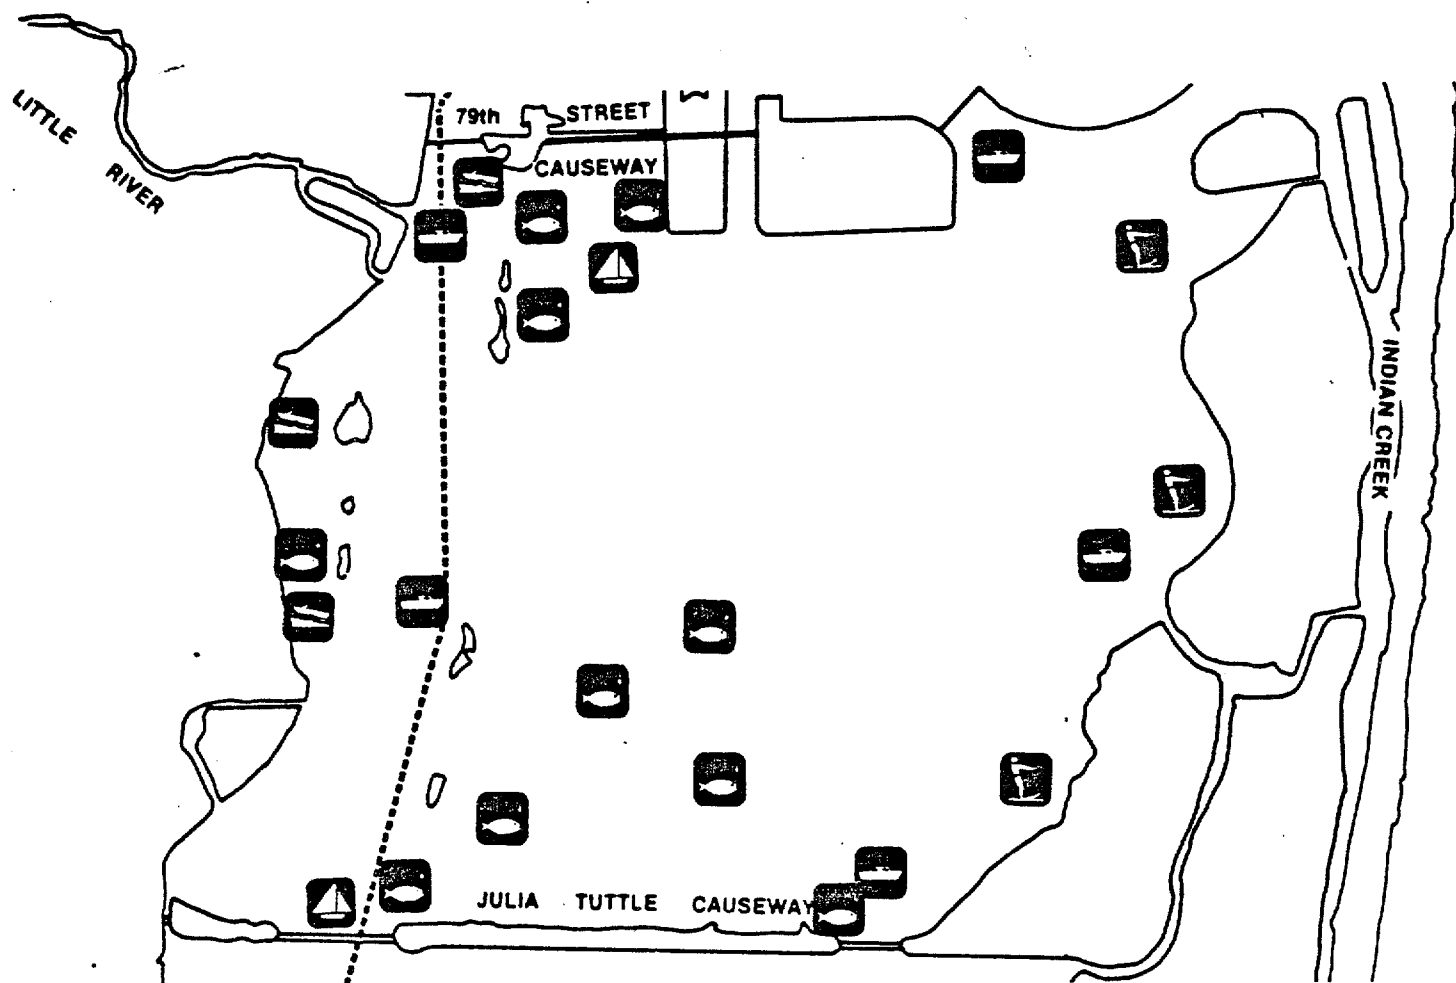 LITTLE
RIVER
79th STREET
CAUSEWAY
INDIAN CREEK
JULIA TUTTLE CAUSEWAY